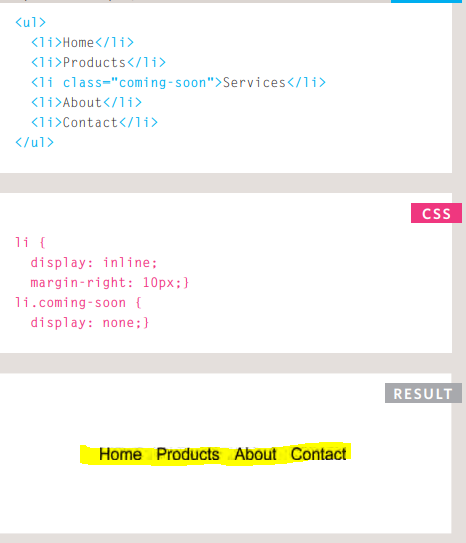 <ul>
<li>Home</li>
<li>Products</li>
<li class="coming-soon">Services</li>
<li>About</li>
<li>Contact</li>
</ul>
CSS
li {
display: inline;
margin-right: 10px;}
li.coming-soon {
display: none;}
RESULT
Home Products About Contact